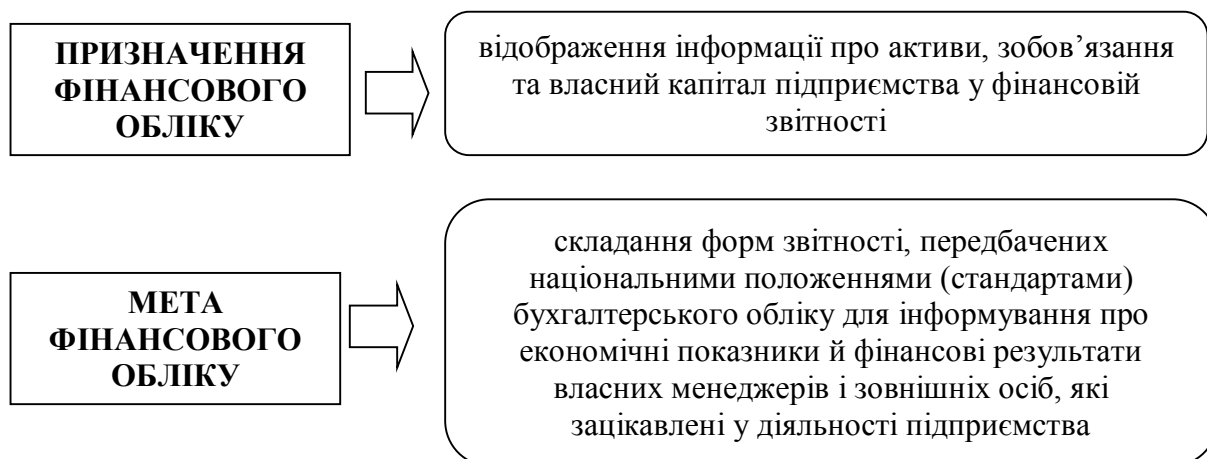 ПРИЗНАЧЕННЯ
ФІНАНСОВОГО
ОБЛІКУ
відображення інформації про активи, зобов’язання
та власний капітал підприємства у фінансовій
звітності
МЕТА
ФІНАНСОВОГО
ОБЛІКУ
складання форм звітності, передбачених
національними положеннями (стандартами)
бухгалтерського обліку для інформування про
економічні показники й фінансові результати
власних менеджерів і зовнішніх осіб, які
зацікавлені у діяльності підприємства